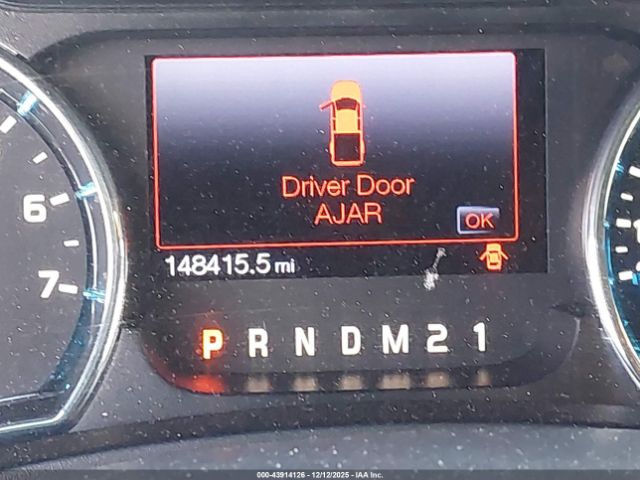 6
7
Driver Door
AJAR
OK
148415.5 mi
P R N D M 2 1
000-43914126 - 12/12/2025 - IAA Inc.